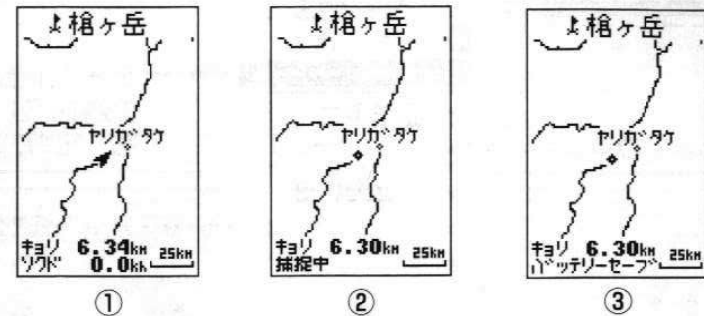 槍ヶ岳
ヤリガタケ
キョリ 6.34km
ソクド 0.0kh
25km
①
槍ヶ岳
ヤリガタケ
キョリ 6.30km
捕捉中
25km
②
槍ヶ岳
ヤリガタケ
キョリ 6.30km
バッテリーセーブ
25km
③